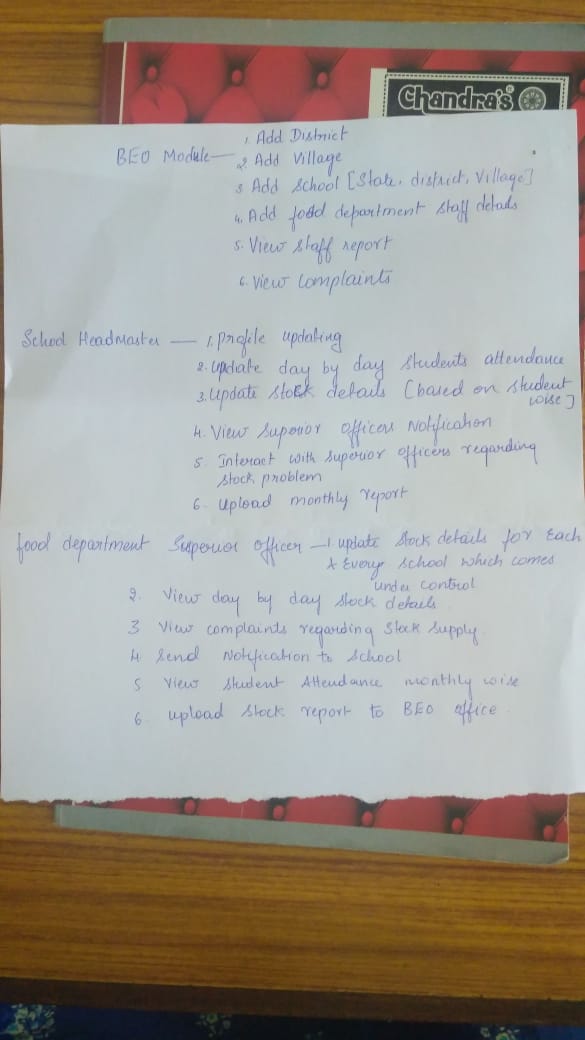 Chandra's®
1. Add District
BEO Module — 2. Add Village
3 Add School [State, district, Village]
4. Add food department staff details
5. View staff report
6. View Complaints
School Headmaster — 1. Profile updating
2. update day by day students attendance
3. Update stock details [based on student
wise]
4. View Superior officers Notification
5. Interact with superior officers regarding
stock problem
6. Upload monthly report
food department Superior officer — 1 update stock details for Each
& Every school which comes
under control
2. View day by day stock details.
3 View complaints regarding stock supply.
4 Send Notification to School
5 View student Attendance monthly wise
6. upload stock report to BEO office.